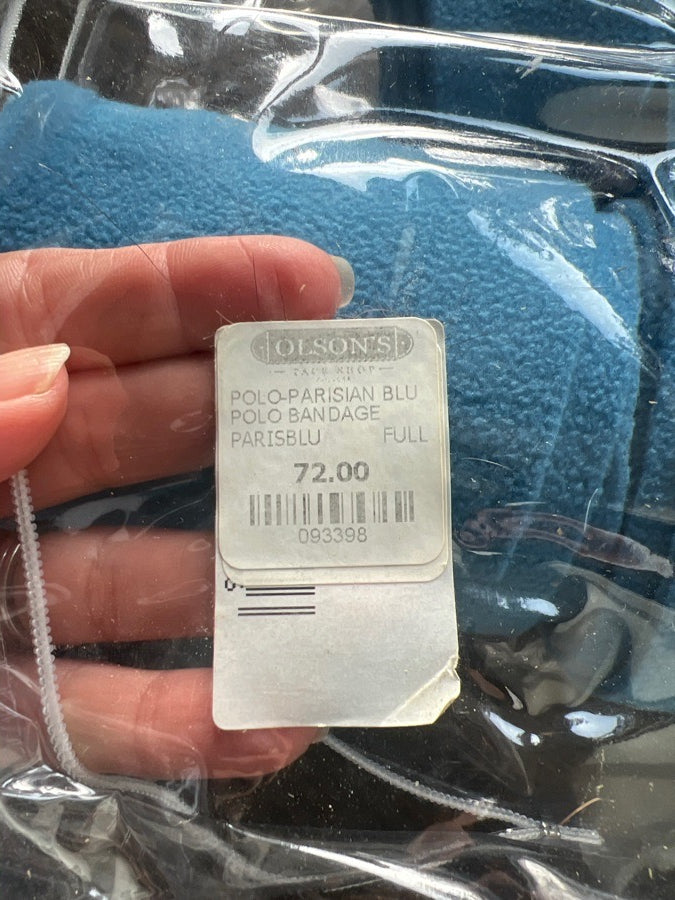 OLSON'S
TACK SHOP
POLO-PARISIAN BLU
POLO BANDAGE
PARISBLU FULL
72.00
093398